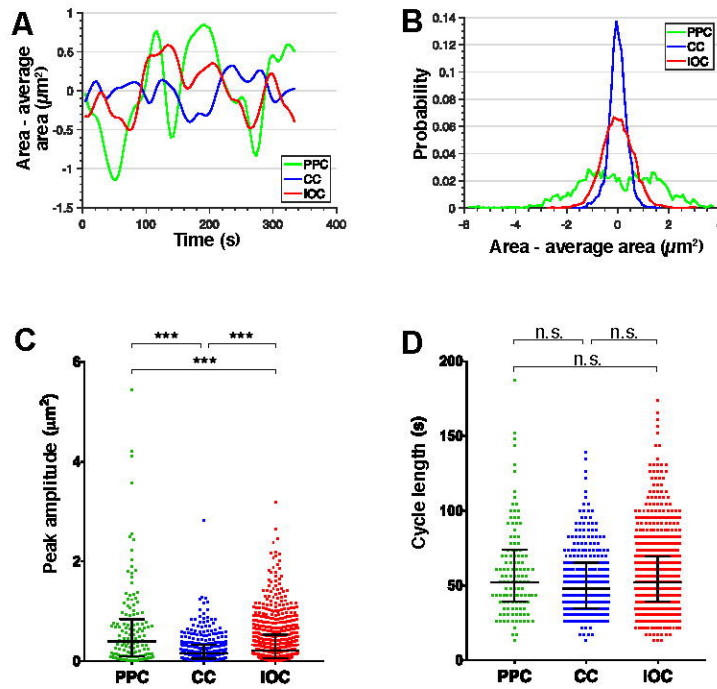 A
Area - average
area (µm²)
1
0.5
0
-0.5
-1
-1.5
0
100
200
300
400
Time (s)
PPC
CC
IOC
B
Probability
0.14
0.12
0.1
0.08
0.06
0.04
0.02
0
-6
-4
-2
0
2
4
Area - average area (µm²)
PPC
CC
IOC
C
*** ***
***
Peak amplitude (µm²)
6
4
2
0
PPC CC IOC
D
n.s. n.s.
n.s.
Cycle length (s)
200
150
100
50
0
PPC CC IOC